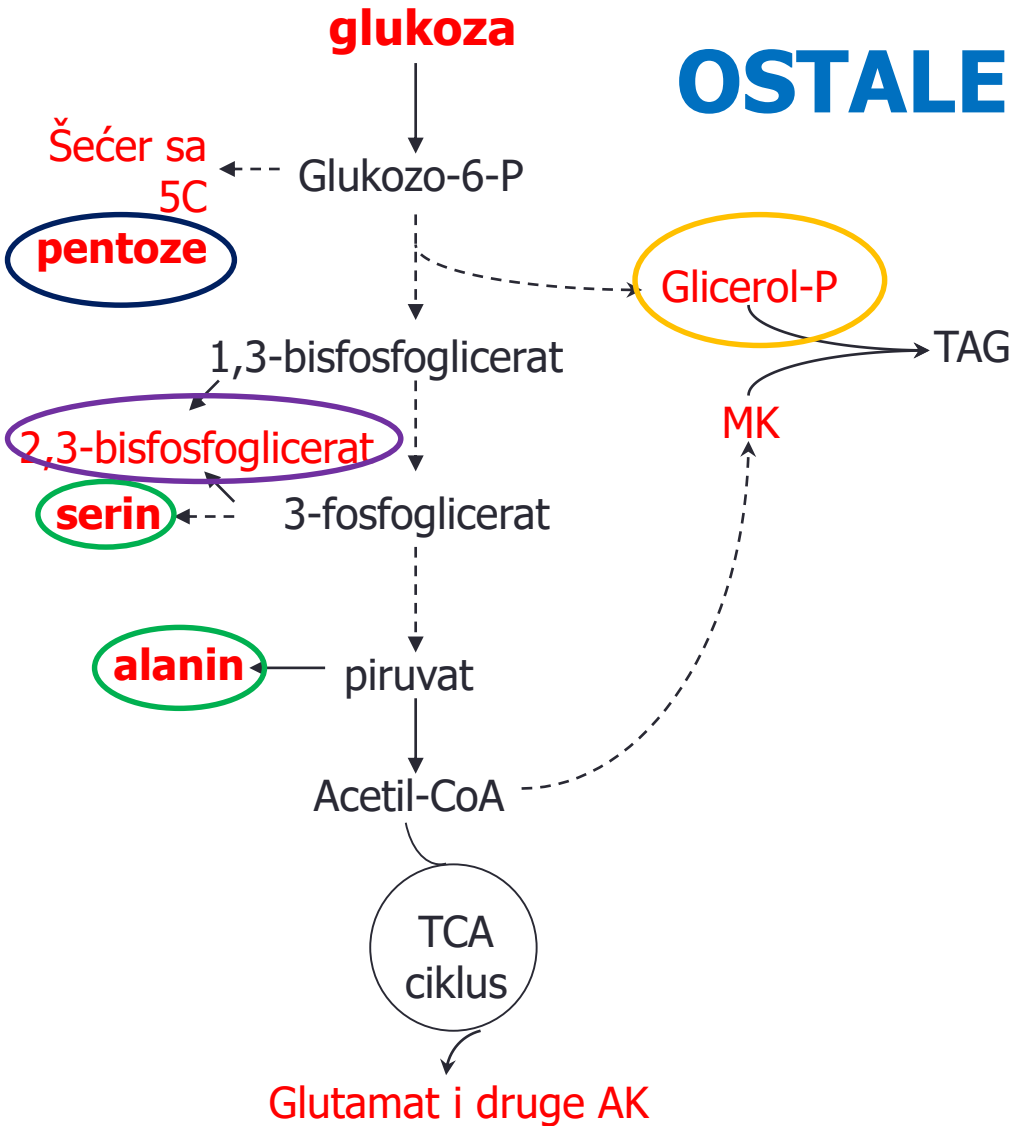 glukoza
OSTALE
Šećer sa
5C
pentoze
Glukozo-6-P
Glicerol-P
1,3-bisfosfoglicerat
TAG
MK
2,3-bisfosfoglicerat
serin
3-fosfoglicerat
alanin
piruvat
Acetil-CoA
TCA
ciklus
Glutamat i druge AK